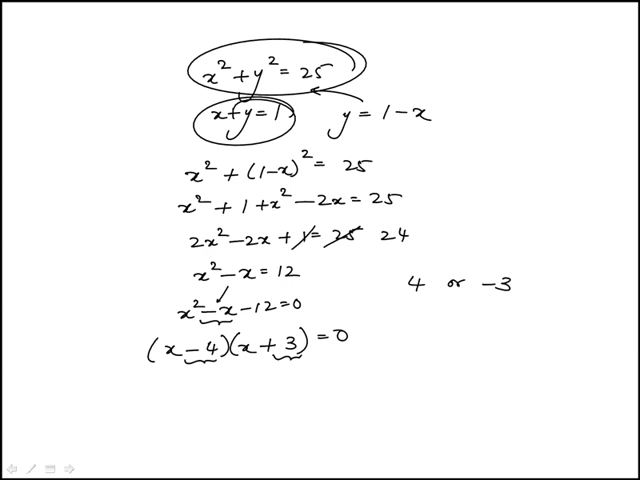 x² + y² = 25
x + y = 1 y = 1 - x
x² + (1-x)² = 25
x² + 1 + x² - 2x = 25
2x² - 2x + 1 = 25 24
x² - x = 12
x² - x - 12 = 0
4 or -3
(x - 4)(x + 3) = 0